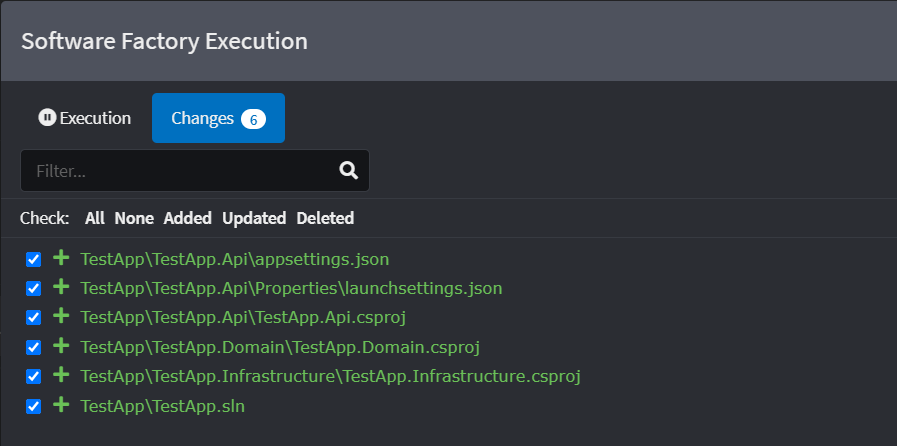 Software Factory Execution
Execution Changes 6
Filter...
Check: All None Added Updated Deleted
TestApp\TestApp.Api\appsettings.json
TestApp\TestApp.Api\Properties\launchsettings.json
TestApp\TestApp.Api\TestApp.Api.csproj
TestApp\TestApp.Domain\TestApp.Domain.csproj
TestApp\TestApp.Infrastructure\TestApp.Infrastructure.csproj
TestApp\TestApp.sln